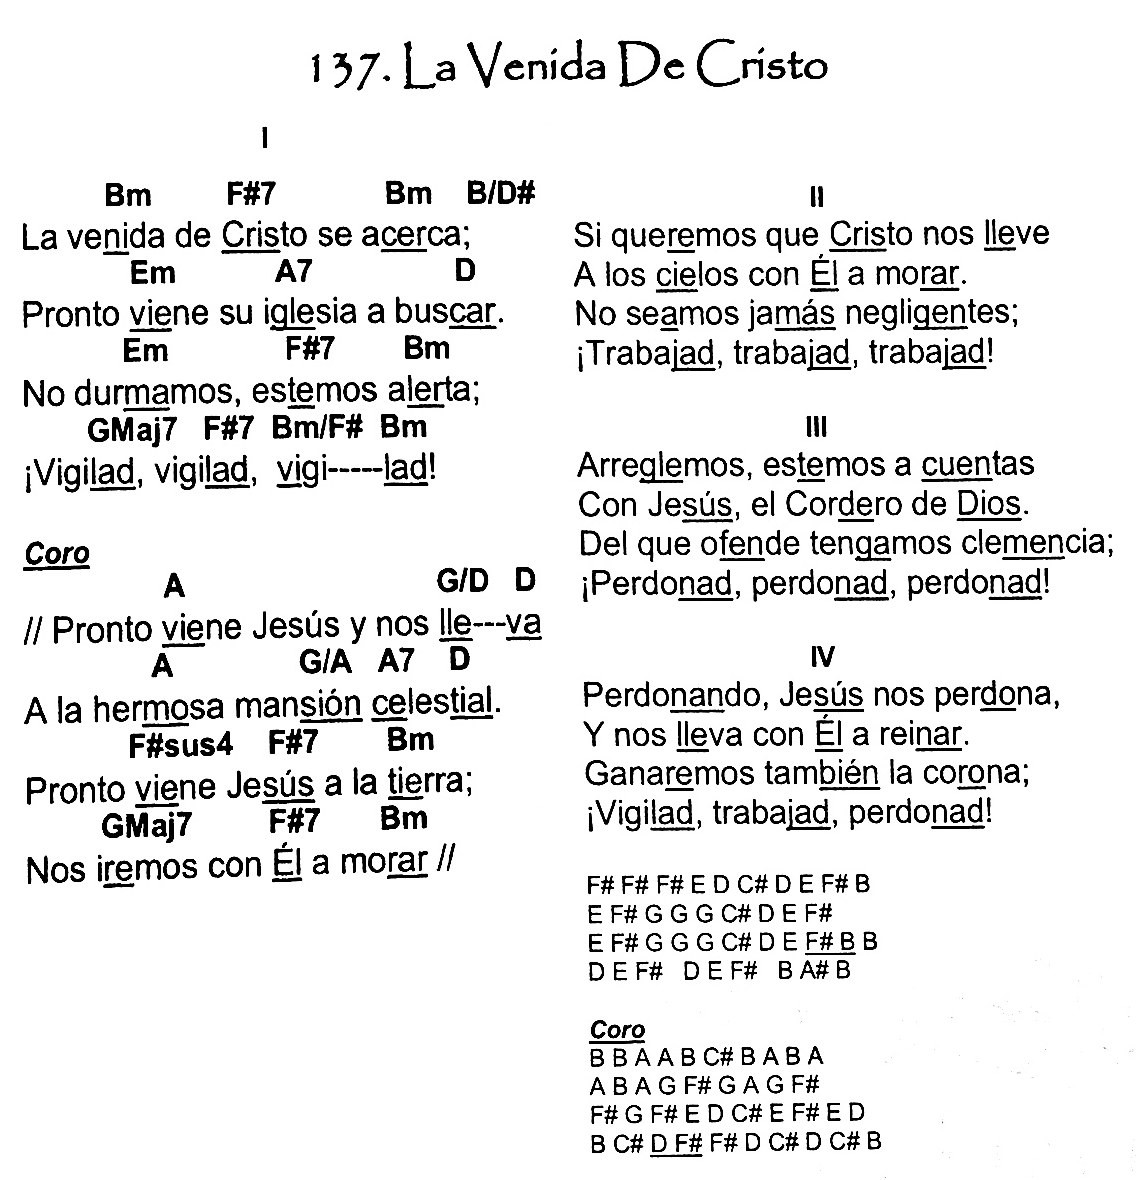 137. La Venida De Cristo
I
Bm F#7 Bm B/D#
La venida de Cristo se acerca;
Em A7 D
Pronto viene su iglesia a buscar.
Em F#7 Bm
No durmamos, estemos alerta;
GMaj7 F#7 Bm/F# Bm
¡Vigilad, vigilad, vigi-----lad!
Coro
A G/D D
// Pronto viene Jesús y nos lle---va
A G/A A7 D
A la hermosa mansión celestial.
F#sus4 F#7 Bm
Pronto viene Jesús a la tierra;
GMaj7 F#7 Bm
Nos iremos con Él a morar //
II
Si queremos que Cristo nos lleve
A los cielos con Él a morar.
No seamos jamás negligentes;
¡Trabajad, trabajad, trabajad!
III
Arreglemos, estemos a cuentas
Con Jesús, el Cordero de Dios.
Del que ofende tengamos clemencia;
¡Perdonad, perdonad, perdonad!
IV
Perdonando, Jesús nos perdona,
Y nos lleva con Él a reinar.
Ganaremos también la corona;
¡Vigilad, trabajad, perdonad!
F# F# F# E D C# D E F# B
E F# G G G C# D E F#
E F# G G G C# D E F# B B
D E F# D E F# B A# B
Coro
B B A A B C# B A B A
A B A G F# G A G F#
F# G F# E D C# E F# E D
B C# D F# F# D C# D C# B